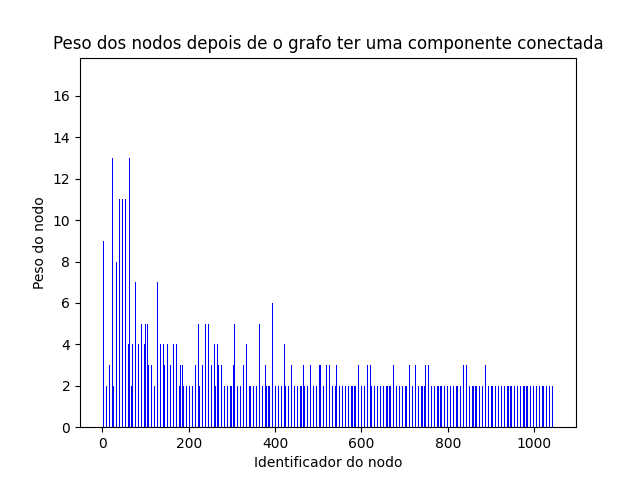 Peso dos nodos depois de o grafo ter uma componente conectada
Peso do nodo
16
14
12
10
8
6
4
2
0
0 200 400 600 800 1000
Identificador do nodo